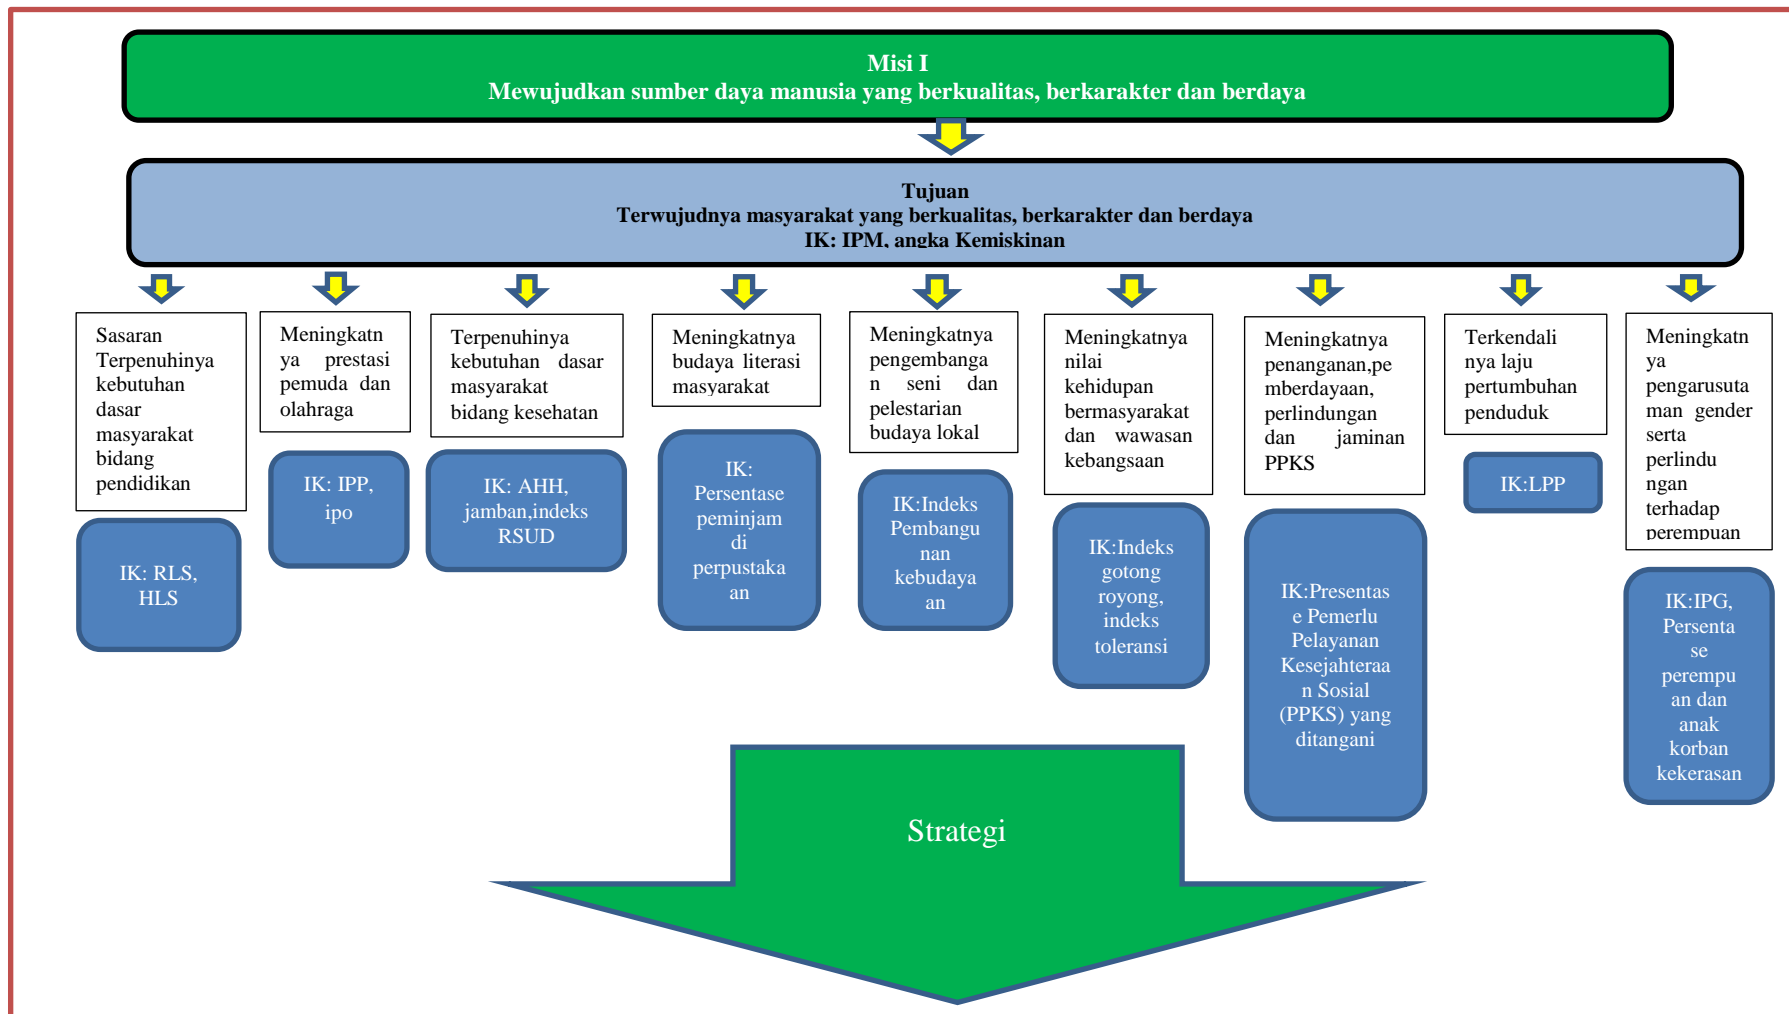 Misi I
Mewujudkan sumber daya manusia yang berkualitas, berkarakter dan berdaya
Tujuan
Terwujudnya masyarakat yang berkualitas, berkarakter dan berdaya
IK: IPM, angka Kemiskinan
Sasaran
Terpenuhinya
kebutuhan
dasar
masyarakat
bidang
pendidikan
IK: RLS,
HLS
Meningkatn
ya prestasi
pemuda dan
olahraga
IK: IPP,
ipo
Terpenuhinya
kebutuhan dasar
masyarakat
bidang kesehatan
IK: AHH,
jamban,indeks
RSUD
Meningkatnya
budaya literasi
masyarakat
IK:
Persentase
peminjam
di
perpustaka
an
Meningkatnya
pengembanga
n seni dan
pelestarian
budaya lokal
IK:Indeks
Pembangu
nan
kebudaya
an
Meningkatnya
nilai
kehidupan
bermasyarakat
dan wawasan
kebangsaan
IK:Indeks
gotong
royong,
indeks
toleransi
Meningkatnya
penanganan,pe
mberdayaan,
perlindungan
dan jaminan
PPKS
IK:Presentas
e Pemerlu
Pelayanan
Kesejahteraa
n Sosial
(PPKS) yang
ditangani
Terkendali
nya laju
pertumbuhan
penduduk
IK:LPP
Meningkatn
ya
pengarusuta
man gender
serta
perlindu
ngan
terhadap
perempuan
IK:IPG,
Persenta
se
perempu
an dan
anak
korban
kekerasan
Strategi